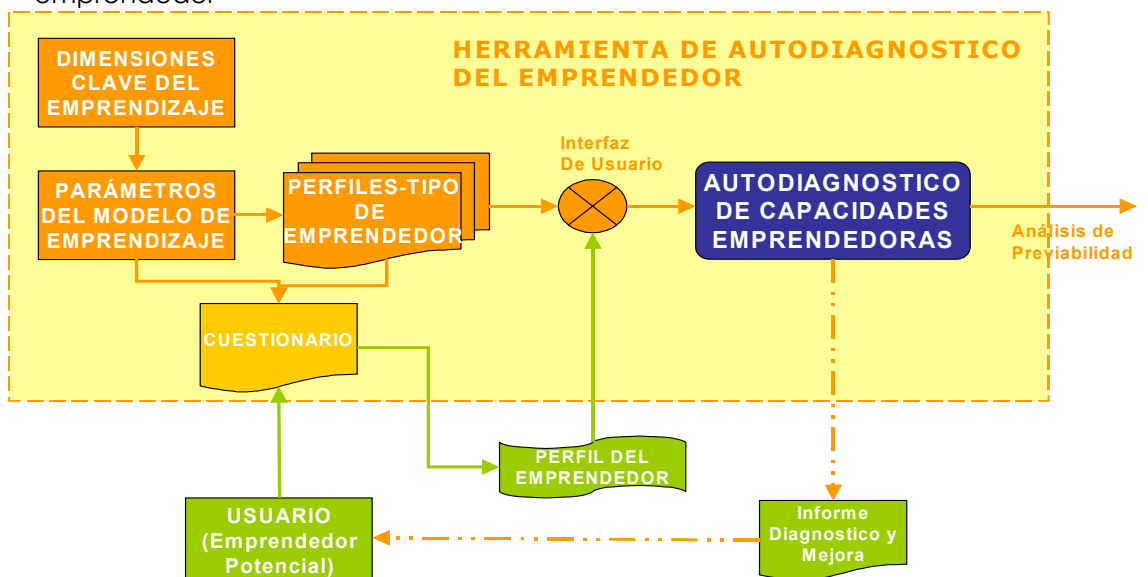 emprendedor
HERRAMIENTA DE AUTODIAGNOSTICO
DEL EMPRENDEDOR
DIMENSIONES
CLAVE DEL
EMPRENDIZAJE
PARÁMETROS
DEL MODELO DE
EMPRENDIZAJE
PERFILES-TIPO
DE
EMPRENDEDOR
Interfaz
De Usuario
AUTODIAGNOSTICO
DE CAPACIDADES
EMPRENDEDORAS
Análisis de
Previabilidad
CUESTIONARIO
PERFIL DEL
EMPRENDEDOR
USUARIO
(Emprendedor
Potencial)
Informe
Diagnostico y
Mejora